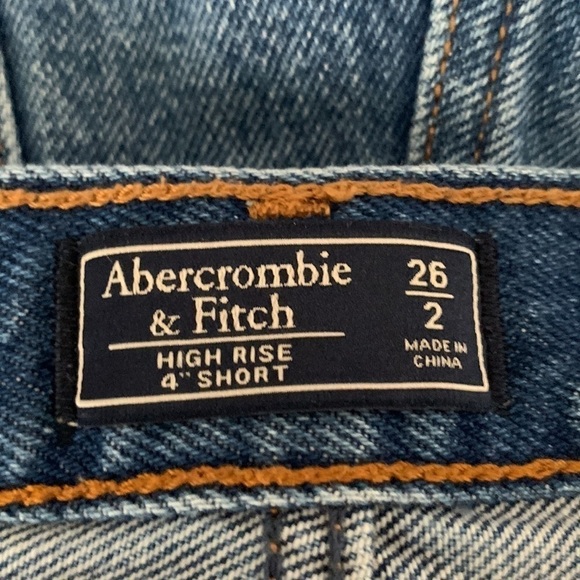 Abercrombie
& Fitch
HIGH RISE
4" SHORT
26
2
MADE IN
CHINA